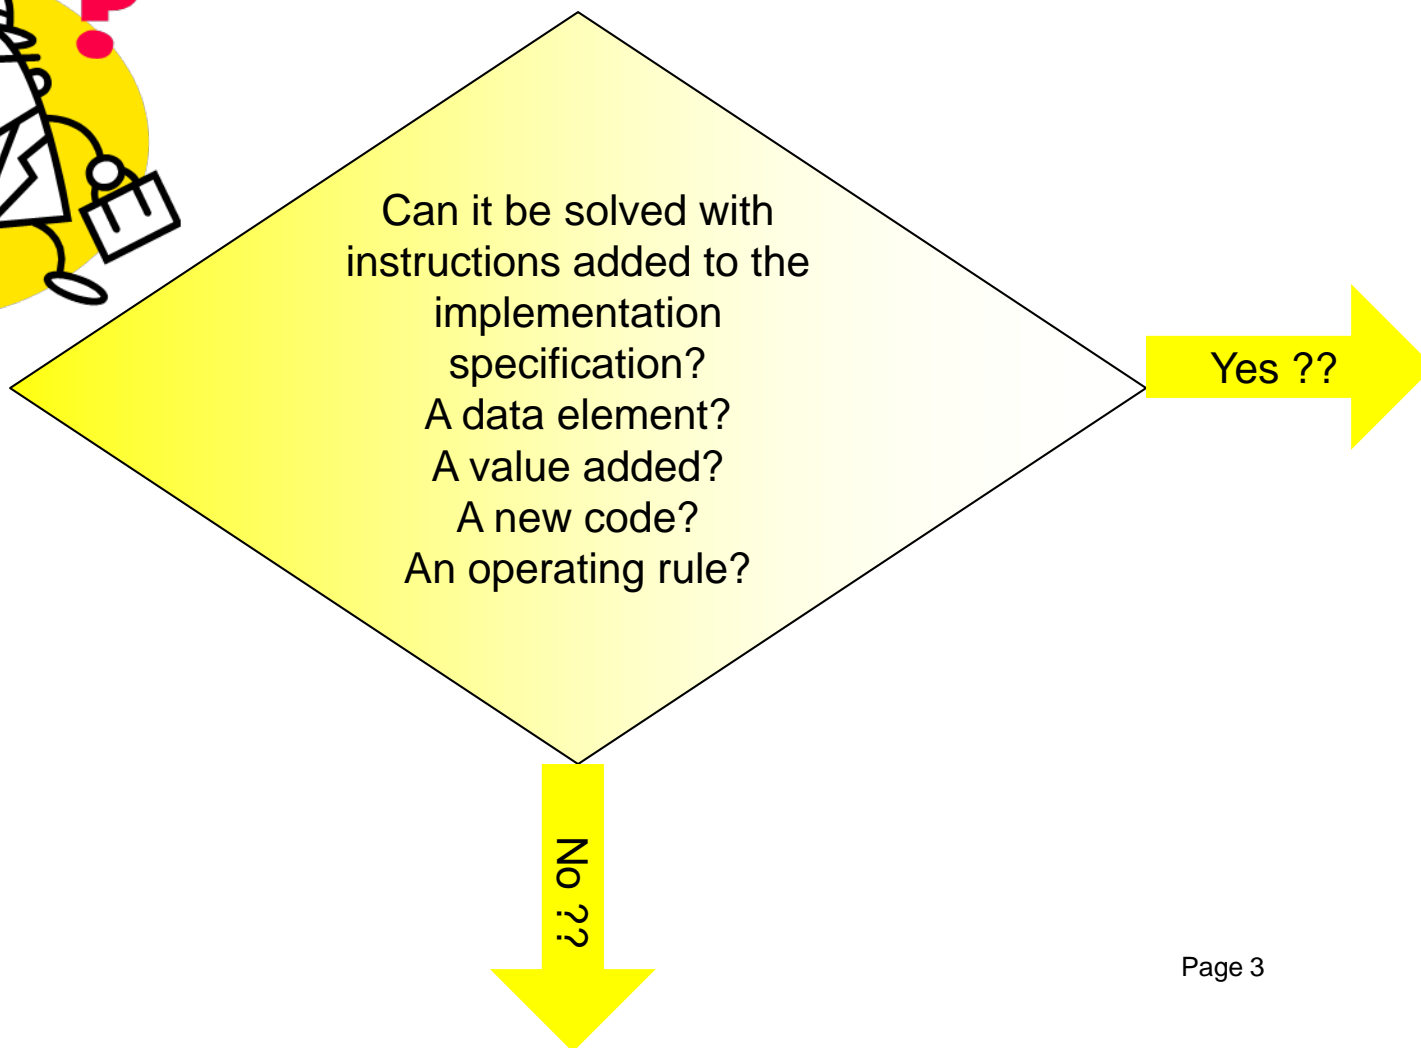 ?
Can it be solved with
instructions added to the
implementation
specification?
A data element?
A value added?
A new code?
An operating rule?
Yes ??
No ??
Page 3